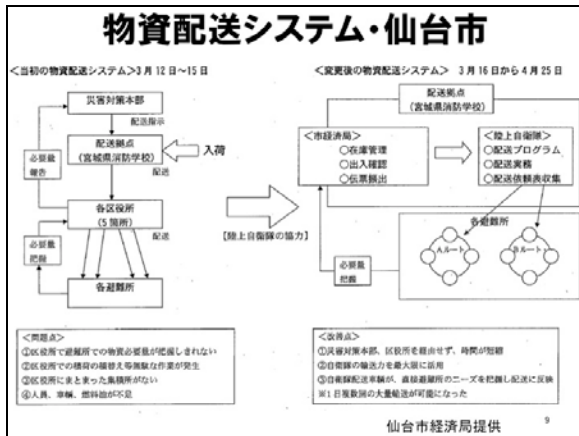 物資配送システム・仙台市
<当初の物資配送システム>3月12日~15日
災害対策本部
配送指示
配送拠点
(宮城県消防学校)
入荷
必要量
報告
配送
各区役所
(5箇所)
配送
必要量
把握
各避難所
[陸上自衛隊の協力]
<変更後の物資配送システム> 3月16日から4月25日
配送拠点
(宮城県消防学校)
<市経済局>
○在庫管理
○出入確認
○伝票振出
<陸上自衛隊>
○配送プログラム
○配送実務
○配送依頼表収集
各避難所
Aルート
Bルート
必要量
把握
<問題点>
①区役所で避難所での物資必要量が把握しきれない
②区役所での積荷の積替え等無駄な作業が発生
③区役所にまとまった集積所がない
④人員、車輛、燃料油が不足
<改善点>
①災害対策本部、区役所を経由せず、時間が短縮
②自衛隊の輸送力を最大限に活用
③自衛隊配送車輛が、直接避難所のニーズを把握し配送に反映
※1日複数回の大量輸送が可能になった
仙台市経済局提供
9